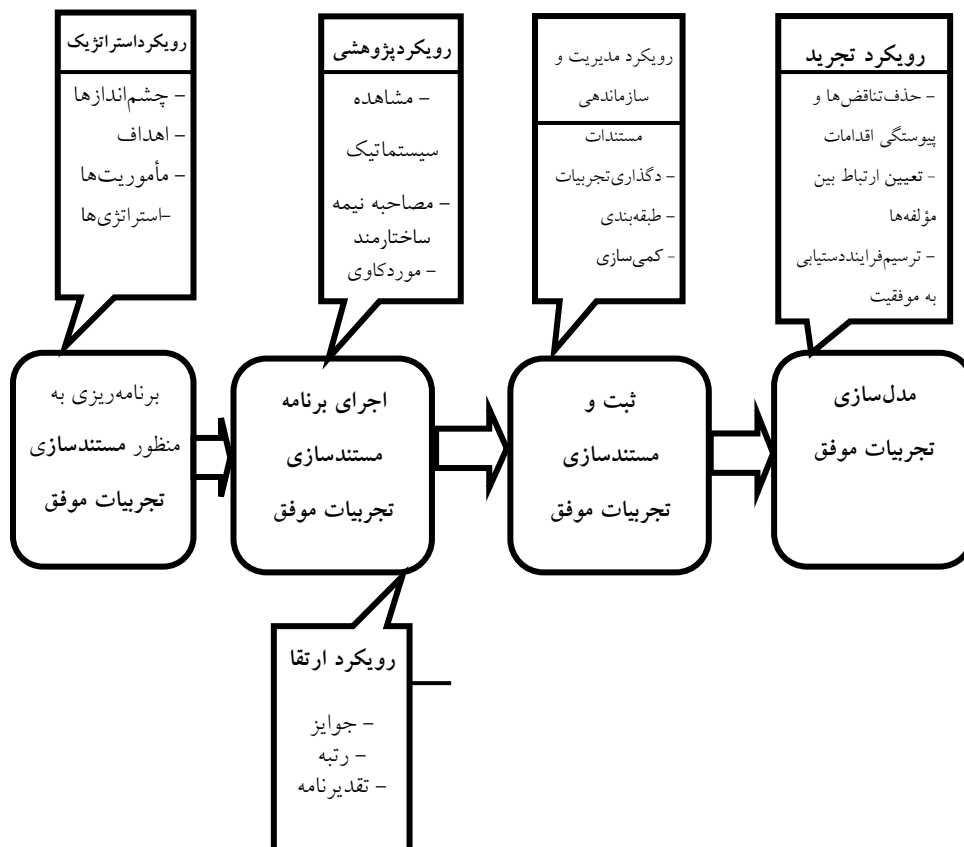 رویکرداستراتژیک
– چشم‌اندازها
– اهداف
– مأموریت‌ها
–استراتژی‌ها
رویکردپژوهشی
– مشاهده
سیستماتیک
– مصاحبه نیمه
ساختارمند
– موردکاوی
رویکرد مدیریت و
سازماندهی
مستندات
– دگذاری‌تجربیات
– طبقه‌بندی
- کمی‌سازی
رویکرد تجرید
– حذف‌تناقض‌ها و
پیوستگی اقدامات
- تعیین ارتباط بین
مؤلفه‌ها
– ترسیم‌فراینددستیابی
به موفقیت
برنامه‌ریزی به
منظور مستندسازی
تجربیات موفق
اجرای برنامه
مستندسازی
تجربیات موفق
ثبت و
مستندسازی
تجربیات موفق
مدل‌سازی
تجربیات موفق
رویکرد ارتقا
– جوایز
– رتبه
– تقدیرنامه